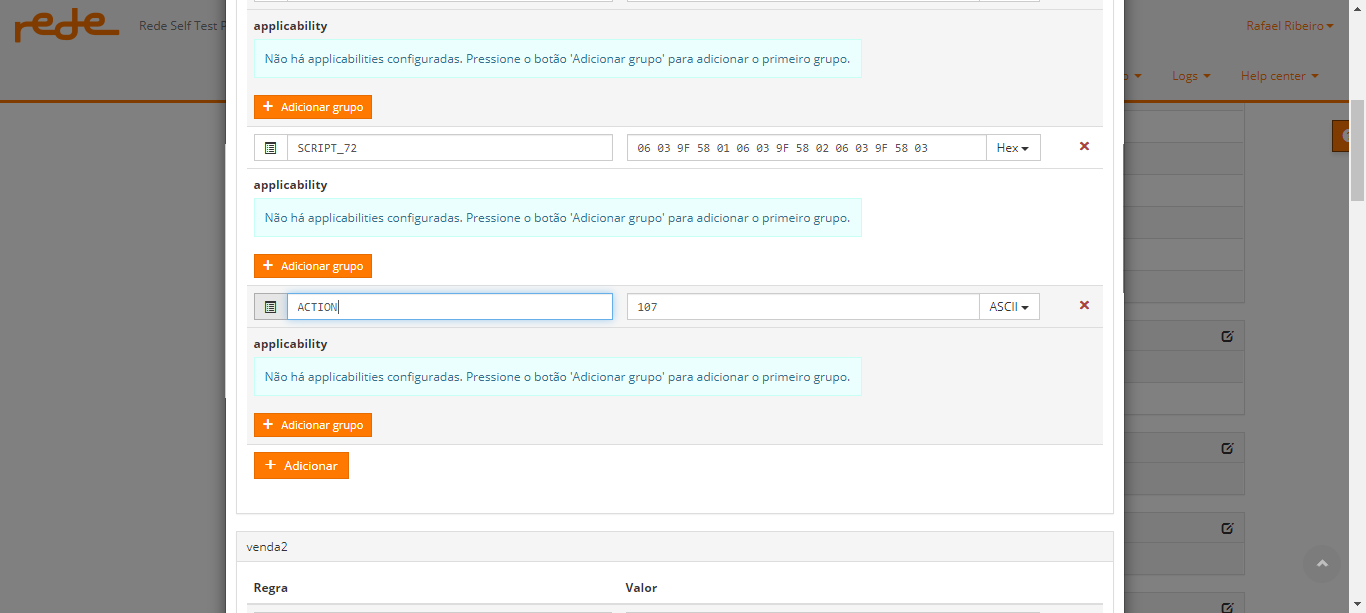 rede
Rede Self Test P
Rafael Ribeiro
Logs
Help center
applicability
Não há applicabilities configuradas. Pressione o botão 'Adicionar grupo' para adicionar o primeiro grupo.
+ Adicionar grupo
SCRIPT_72
06 03 9F 58 01 06 03 9F 58 02 06 03 9F 58 03
Hex
applicability
Não há applicabilities configuradas. Pressione o botão 'Adicionar grupo' para adicionar o primeiro grupo.
+ Adicionar grupo
ACTION
107
ASCII
applicability
Não há applicabilities configuradas. Pressione o botão 'Adicionar grupo' para adicionar o primeiro grupo.
+ Adicionar grupo
+ Adicionar
venda2
Regra
Valor